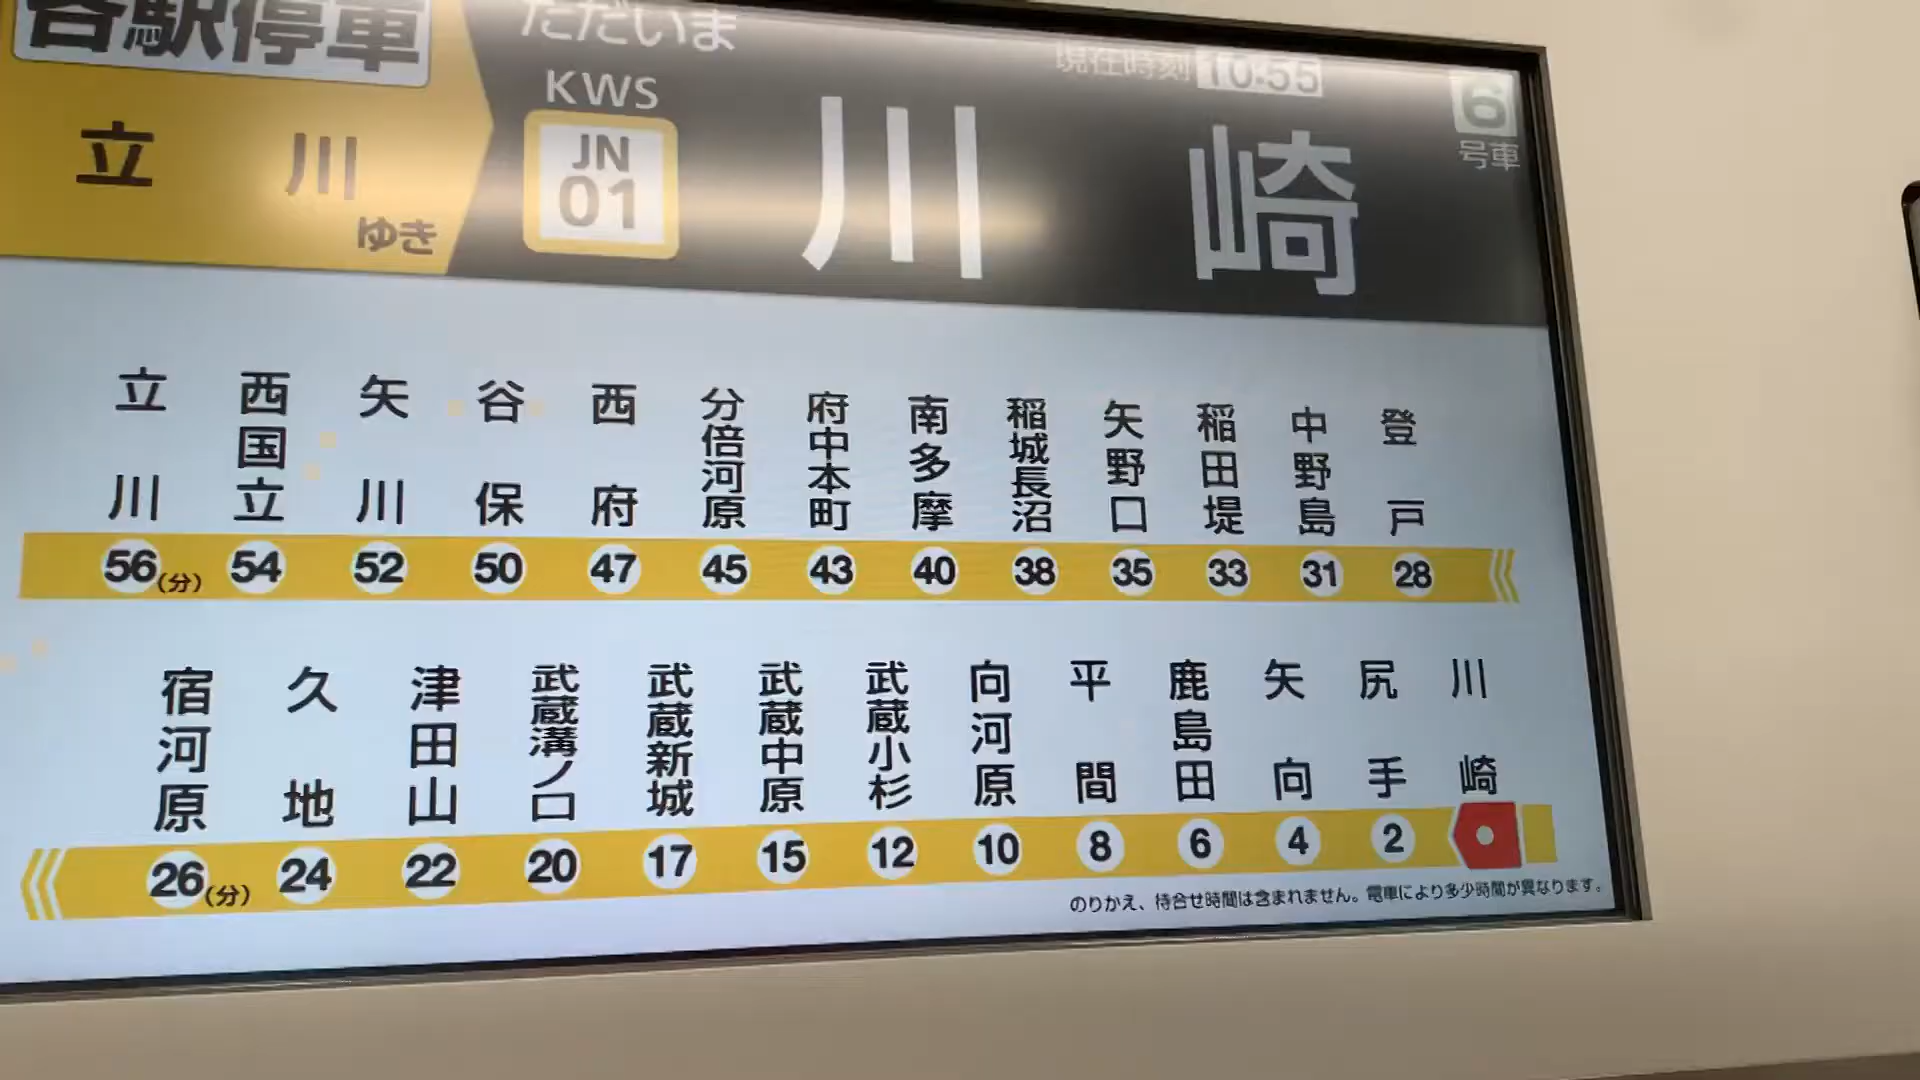 各駅停車
ただいま
現在時刻 10:55
6
号車
立川
ゆき
KWS
JN
01
川崎
立川
西国立
矢川
谷保
西府
分倍河原
府中本町
南多摩
稲城長沼
矢野口
稲田堤
中野島
登戸
56(分) 54 52 50 47 45 43 40 38 35 33 31 28
宿河原
久地
津田山
武蔵溝ノ口
武蔵新城
武蔵中原
武蔵小杉
向河原
平間
鹿島田
矢向
尻手
川崎
26(分) 24 22 20 17 15 12 10 8 6 4 2
のりかえ、待合せ時間は含まれません。電車により多少時間が異なります。